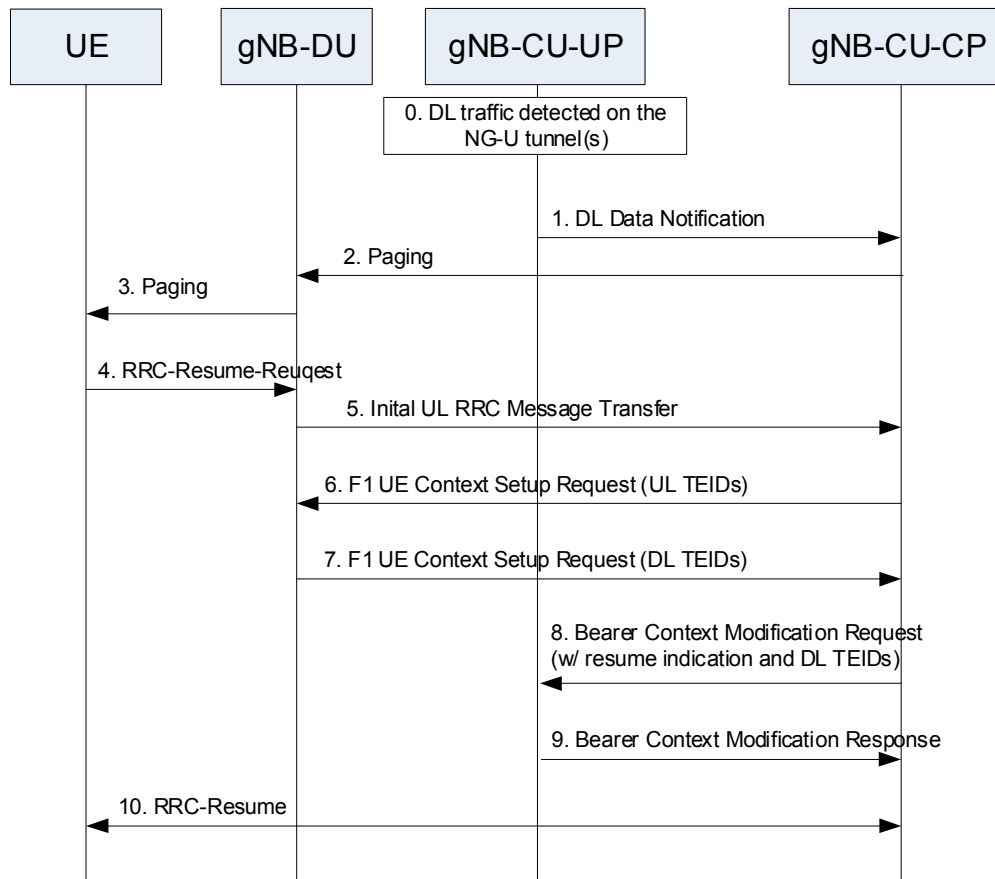 UE
gNB-DU
gNB-CU-UP
gNB-CU-CP
0. DL traffic detected on the
NG-U tunnel(s)
1. DL Data Notification
2. Paging
3. Paging
4. RRC-Resume-Reuqest
5. Inital UL RRC Message Transfer
6. F1 UE Context Setup Request (UL TEIDs)
7. F1 UE Context Setup Request (DL TEIDs)
8. Bearer Context Modification Request
(w/ resume indication and DL TEIDs)
9. Bearer Context Modification Response
10. RRC-Resume